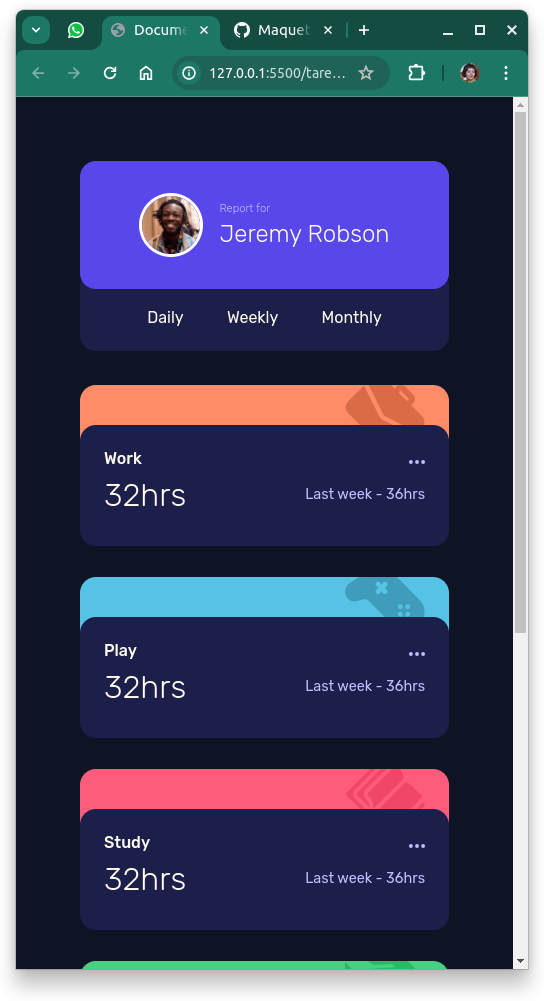 Docume
Maquet
127.0.0.1:5500/tare...
Report for
Jeremy Robson
Daily Weekly Monthly
Work
32hrs Last week - 36hrs
Play
32hrs Last week - 36hrs
Study
32hrs Last week - 36hrs